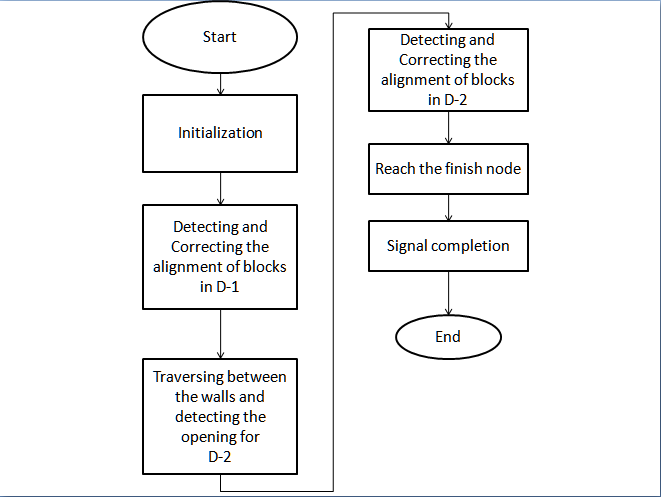 Start
Initialization
Detecting and
Correcting the
alignment of blocks
in D-1
Traversing between
the walls and
detecting the
opening for
D-2
Detecting and
Correcting the
alignment of blocks
in D-2
Reach the finish node
Signal completion
End